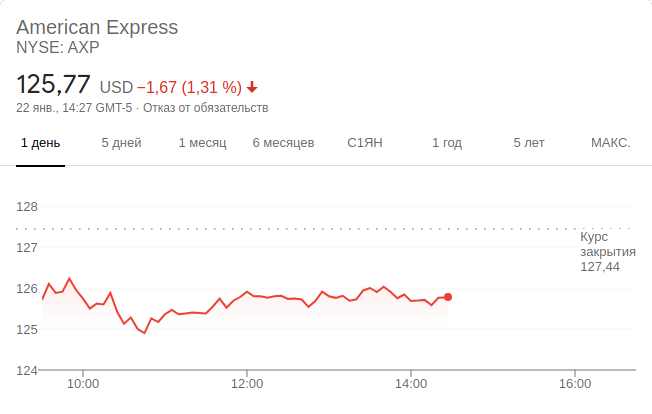 American Express
NYSE: AXP
125,77 USD −1,67 (1,31 %)
22 янв., 14:27 GMT-5 · Отказ от обязательств
1 день 5 дней 1 месяц 6 месяцев С1ЯН 1 год 5 лет МАКС.
128
127
Курс
закрытия
127,44
126
125
124
10:00 12:00 14:00 16:00